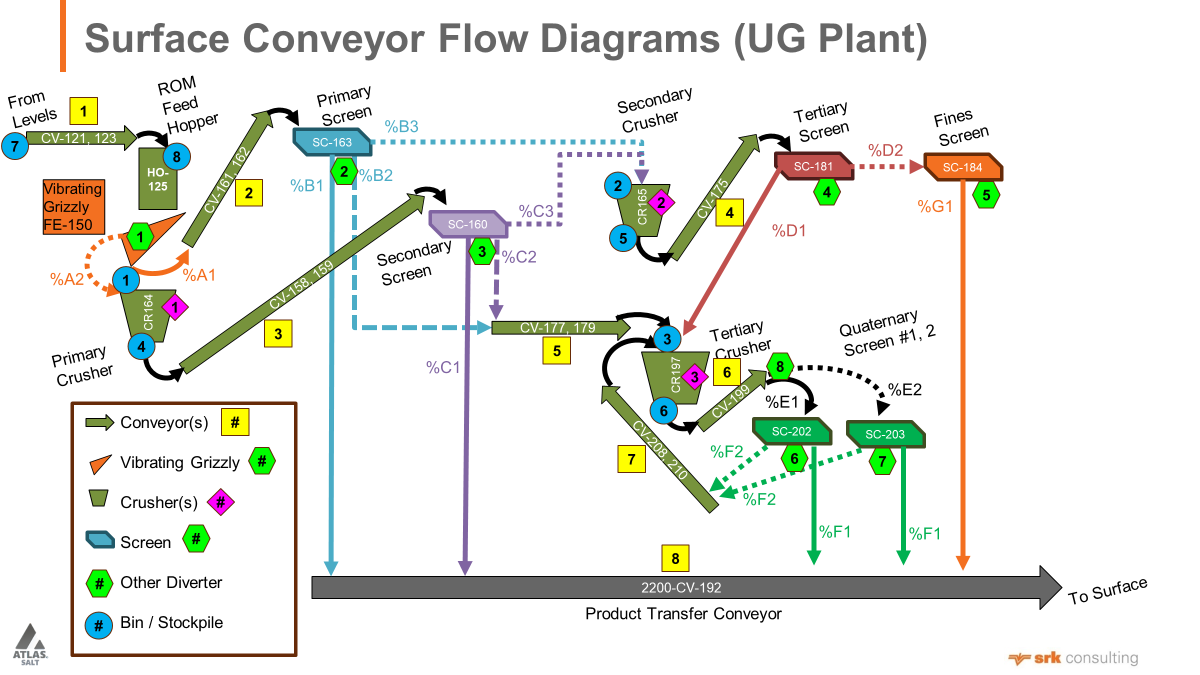 Surface Conveyor Flow Diagrams (UG Plant)
From
Levels
1
ROM
Feed
Hopper
7
CV-121, 123
8
HO-
125
Vibrating
Grizzly
FE-150
1
%A2
%A1
1
CR164
1
4
Primary
Crusher
CV-161, 162
2
Primary
Screen
SC-163
2
%B1
%B2
%B3
CV-158, 159
3
Secondary
Screen
SC-160
3
%C3
%C2
%C1
Secondary
Crusher
2
CR165
2
5
CV-175
4
Tertiary
Screen
SC-181
4
%D2
%D1
Fines
Screen
SC-184
5
%G1
CV-177, 179
5
3
Tertiary
Crusher
CR197
3
6
6
CV-199
8
%E1
%E2
Quaternary
Screen #1, 2
SC-202
6
SC-203
7
%F2
%F2
%F1
%F1
CV-208, 210
7
8
2200-CV-192
Product Transfer Conveyor
To Surface
Conveyor(s) #
Vibrating Grizzly #
Crusher(s) #
Screen #
# Other Diverter
# Bin / Stockpile
ATLAS
SALT
srk consulting